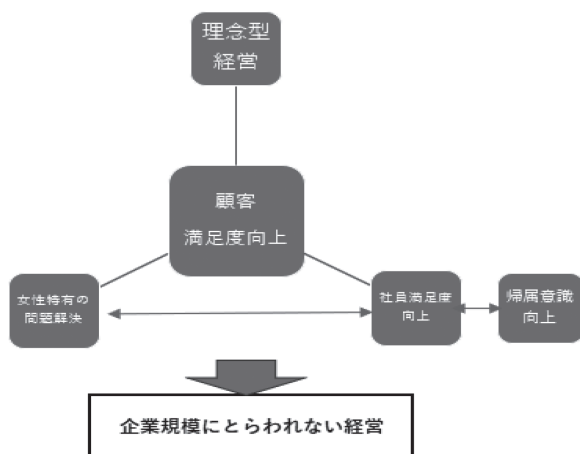 理念型
経営
顧客
満足度向上
女性特有の
問題解決
社員満足度
向上
帰属意識
向上
企業規模にとらわれない経営